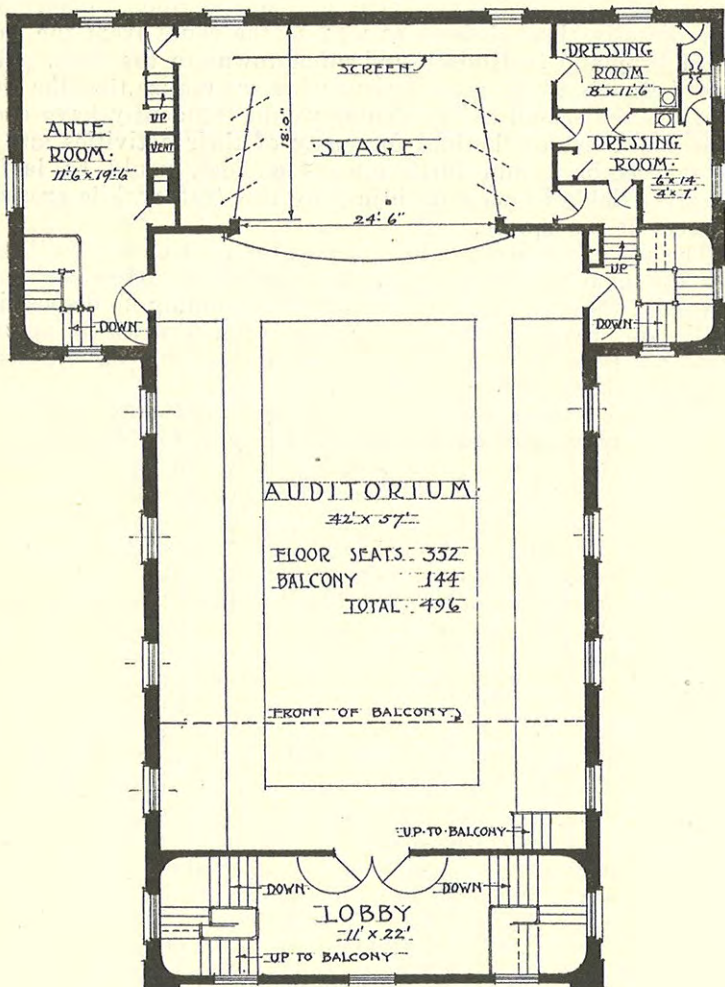 SCREEN
DRESSING
ROOM
8' X 11'6"
UP
ANTE
ROOM
11'6 X 19'6
VENT
18'0"
STAGE
DRESSING
ROOM
6' X 14
4' X 7'
24'6"
UP
DOWN
DOWN
AUDITORIUM
42' X 57'
FLOOR SEATS 352
BALCONY 144
TOTAL 496
FRONT OF BALCONY
UP TO BALCONY
DOWN
DOWN
LOBBY
11' X 22'
UP TO BALCONY